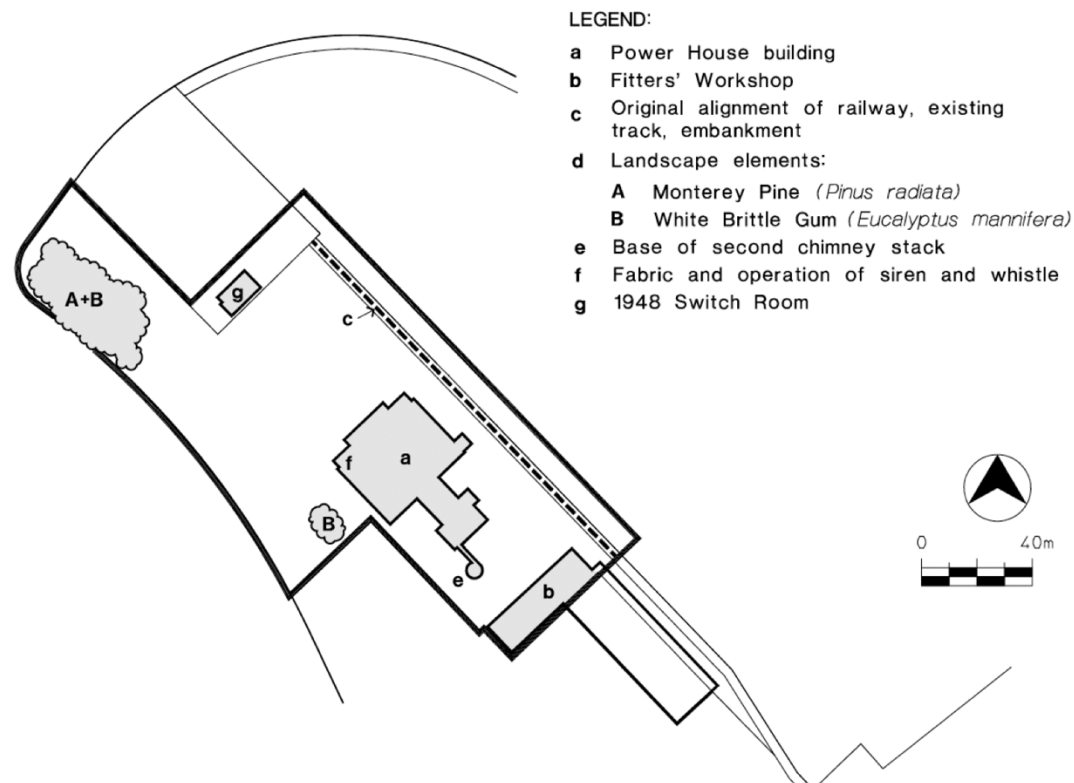 LEGEND:
a Power House building
b Fitters' Workshop
c Original alignment of railway, existing
track, embankment
d Landscape elements:
A Monterey Pine (Pinus radiata)
B White Brittle Gum (Eucalyptus mannifera)
e Base of second chimney stack
f Fabric and operation of siren and whistle
g 1948 Switch Room
g
A+B
c
a
f
B
e
b
0 40m